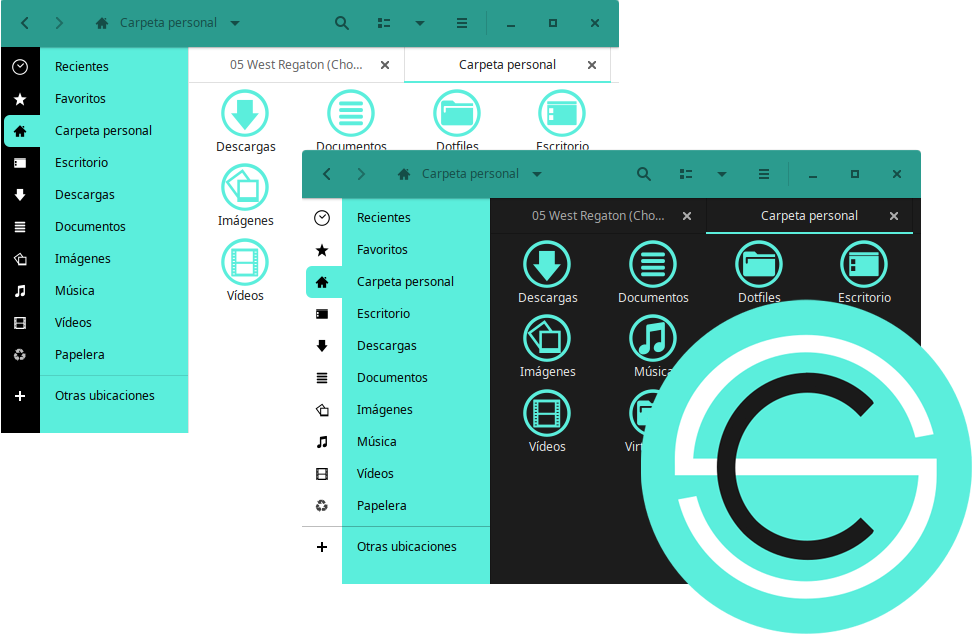 Carpeta personal
05 West Regaton (Cho...
Carpeta personal
Recientes
Favoritos
Carpeta personal
Escritorio
Descargas
Documentos
Imágenes
Música
Vídeos
Papelera
Otras ubicaciones
Descargas
Documentos
Dotfiles
Escritorio
Imágenes
Vídeos
Carpeta personal
05 West Regaton (Cho...
Carpeta personal
Recientes
Favoritos
Carpeta personal
Escritorio
Descargas
Documentos
Imágenes
Música
Vídeos
Papelera
Otras ubicaciones
Descargas
Documentos
Dotfiles
Escritorio
Imágenes
Música
Vídeos